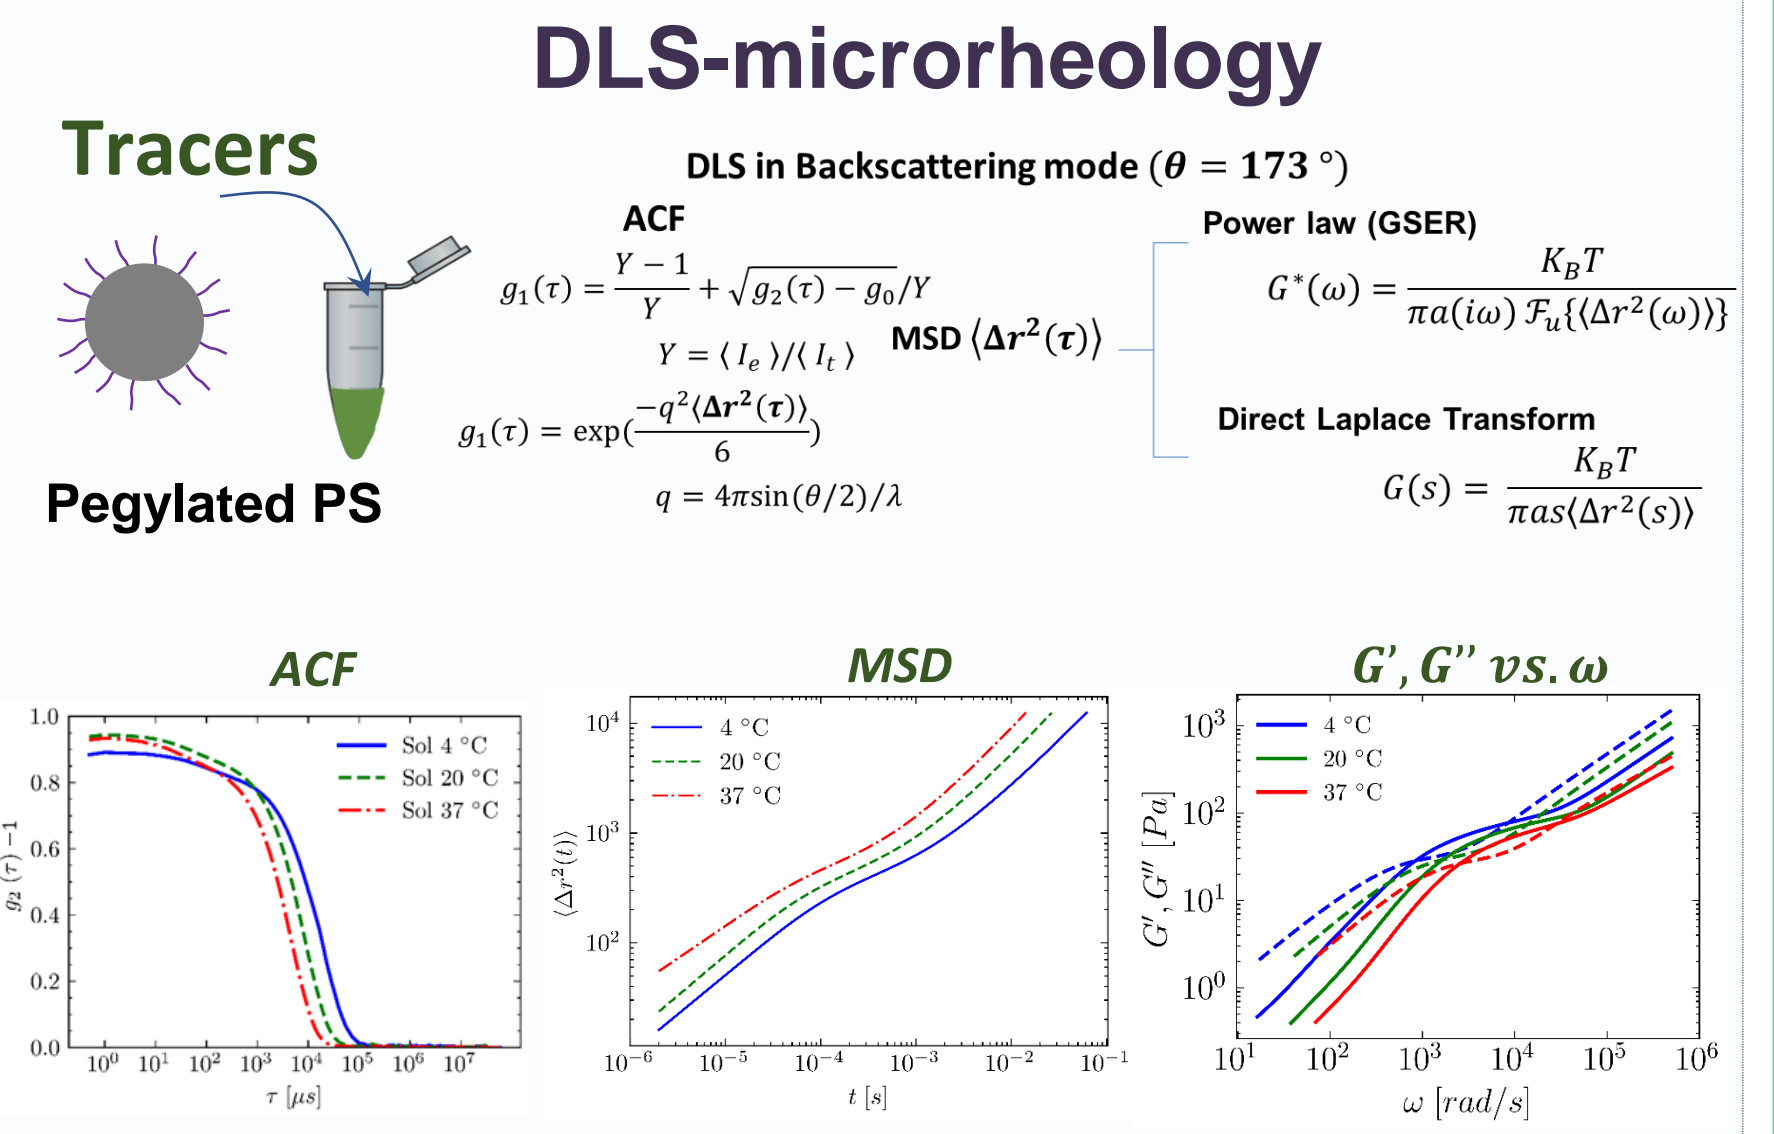 DLS-microrheology
Tracers
DLS in Backscattering mode (θ = 173 °)
ACF
g₁(τ) = (Y − 1)/Y + √(g₂(τ) − g₀)/Y
Y = ⟨ Iₑ ⟩/⟨ Iₜ ⟩
g₁(τ) = exp(−q²⟨Δr²(τ)⟩/6)
q = 4πsin(θ/2)/λ
Pegylated PS
MSD ⟨Δr²(τ)⟩
Power law (GSER)
G*(ω) = K_BT / πa(iω) ℱᵤ{⟨Δr²(ω)⟩}
Direct Laplace Transform
G(s) = K_BT / πas⟨Δr²(s)⟩
ACF
g₂ (τ) −1
1.0
0.8
0.6
0.4
0.2
0.0
Sol 4 °C
Sol 20 °C
Sol 37 °C
10⁰ 10¹ 10² 10³ 10⁴ 10⁵ 10⁶ 10⁷
τ [μs]
MSD
⟨Δr²(t)⟩
10⁴
10³
10²
4 °C
20 °C
37 °C
10⁻⁶ 10⁻⁵ 10⁻⁴ 10⁻³ 10⁻² 10⁻¹
t [s]
G’, G” vs. ω
G′, G″ [Pa]
10³
10²
10¹
10⁰
4 °C
20 °C
37 °C
10¹ 10² 10³ 10⁴ 10⁵ 10⁶
ω [rad/s]